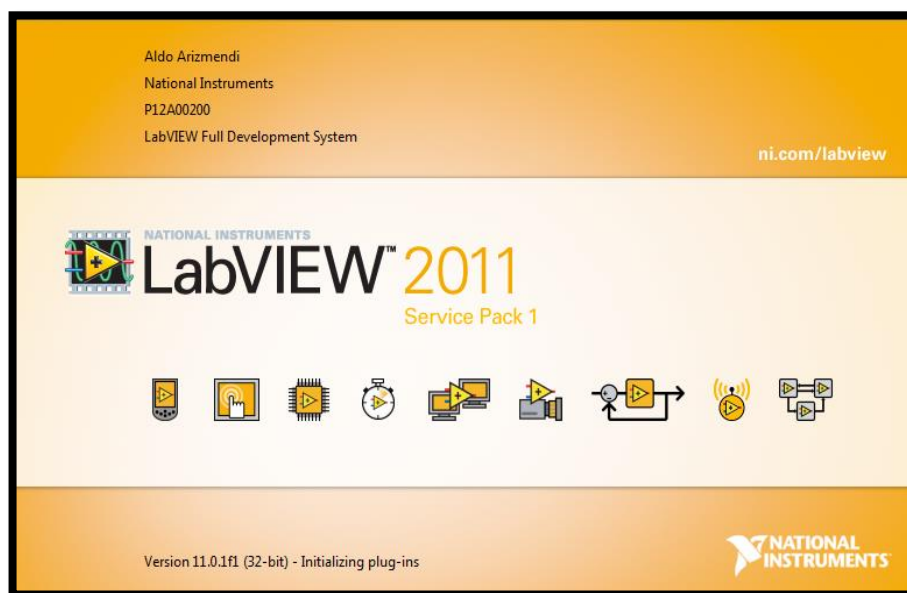 Aldo Arizmendi
National Instruments
P12A00200
LabVIEW Full Development System
ni.com/labview
NATIONAL INSTRUMENTS
LabVIEW™ 2011
Service Pack 1
Version 11.0.1f1 (32-bit) - Initializing plug-ins
NATIONAL
INSTRUMENTS